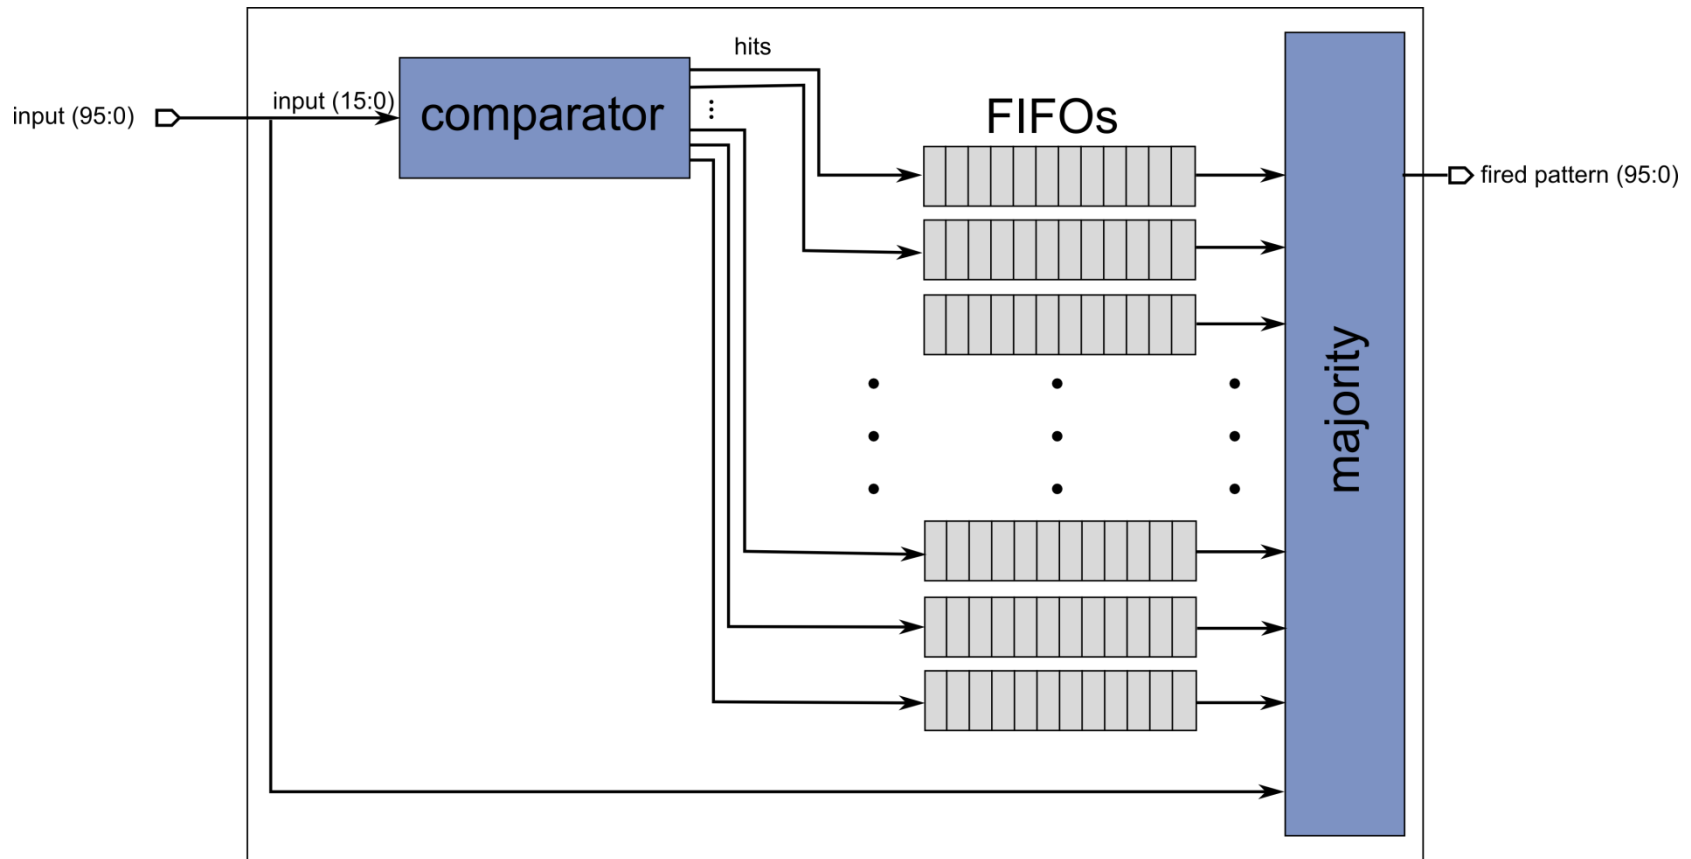 hits
input (95:0)
input (15:0)
comparator
FIFOs
fired pattern (95:0)
majority